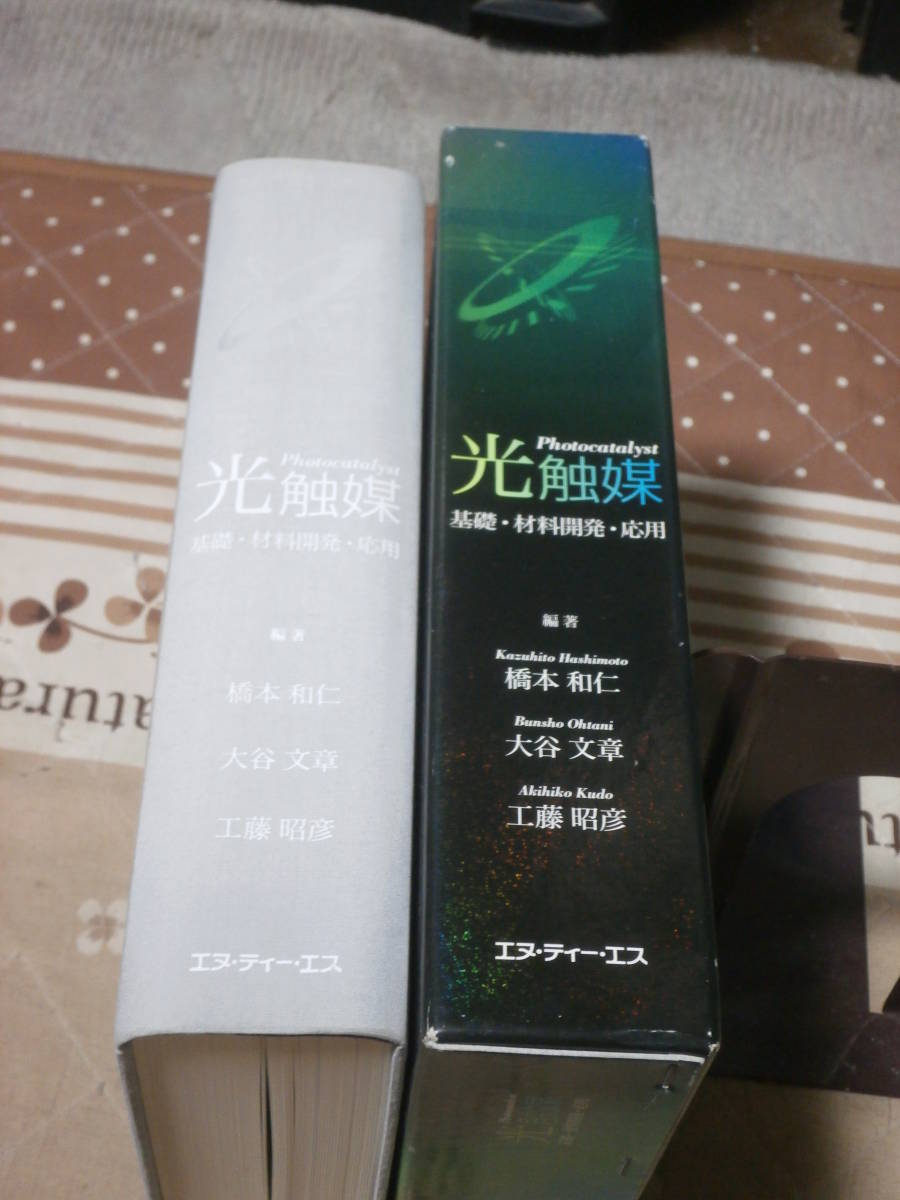 Photocatalyst
光触媒
基礎・材料開発・応用
編著
橋本 和仁
大谷 文章
工藤 昭彦
エヌ・ティー・エス
Photocatalyst
光触媒
基礎・材料開発・応用
編著
Kazuhito Hashimoto
橋本 和仁
Bunsho Ohtani
大谷 文章
Akihiko Kudo
工藤 昭彦
エヌ・ティー・エス